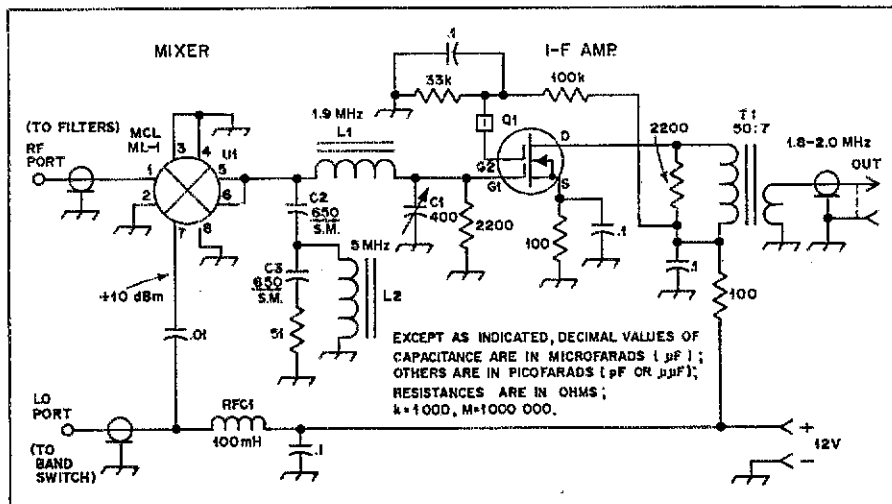 MIXER
I-F AMP.
.1
33k
100k
1.9 MHz
L1
Q1
T1
50:7
(TO FILTERS)
RF
PORT
MCL
ML-1
3
4
U1
1
5
2
6
7
8
D
G2
G1
S
2200
1.8-2.0 MHz
OUT
C2
650
S.M.
C1
400
2200
100
.1
.1
100
+10 dBm
5 MHz
C3
650
S.M.
L2
51
.01
EXCEPT AS INDICATED, DECIMAL VALUES OF
CAPACITANCE ARE IN MICROFARADS ( µF ) ;
OTHERS ARE IN PICOFARADS ( pF OR µµF);
RESISTANCES ARE IN OHMS ;
k=1000, M=1000 000.
LO
PORT
(TO
BAND
SWITCH)
RFC1
100mH
.1
+
12V
-